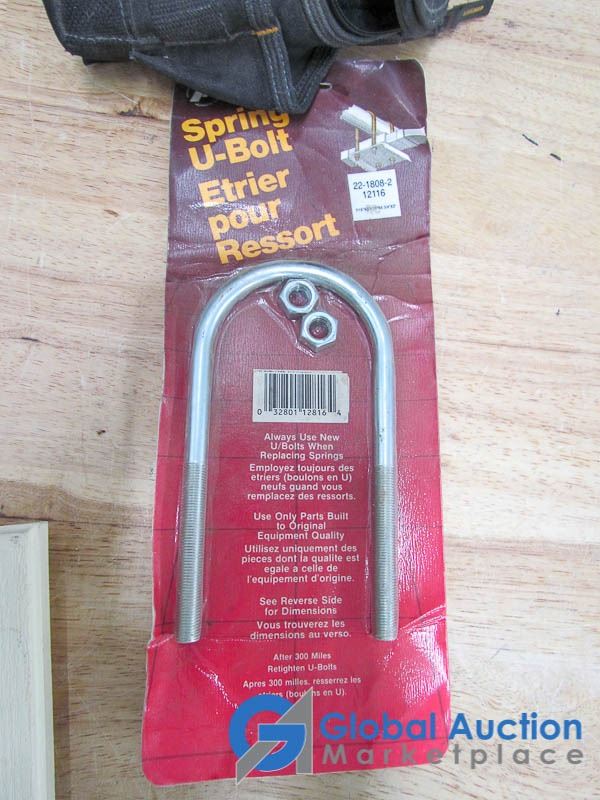 Spring
U-Bolt
Etrier
pour
Ressort
22-1808-2
12116
0 32801 12816 4
Always Use New
U/Bolts When
Replacing Springs
Employez toujours des
etriers (boulons en U)
neufs guand vous
remplacez des ressorts.
Use Only Parts Built
to Original
Equipment Quality
Utilisez uniquement des
pieces dont la qualite est
egale a celle de
l'equipement d'origine.
See Reverse Side
for Dimensions
Vous trouverez les
dimensions au verso.
After 300 Miles
Retighten U-Bolts
Apres 300 milles, resserrez les
etriers (boulons en U).
Global Auction
Marketplace